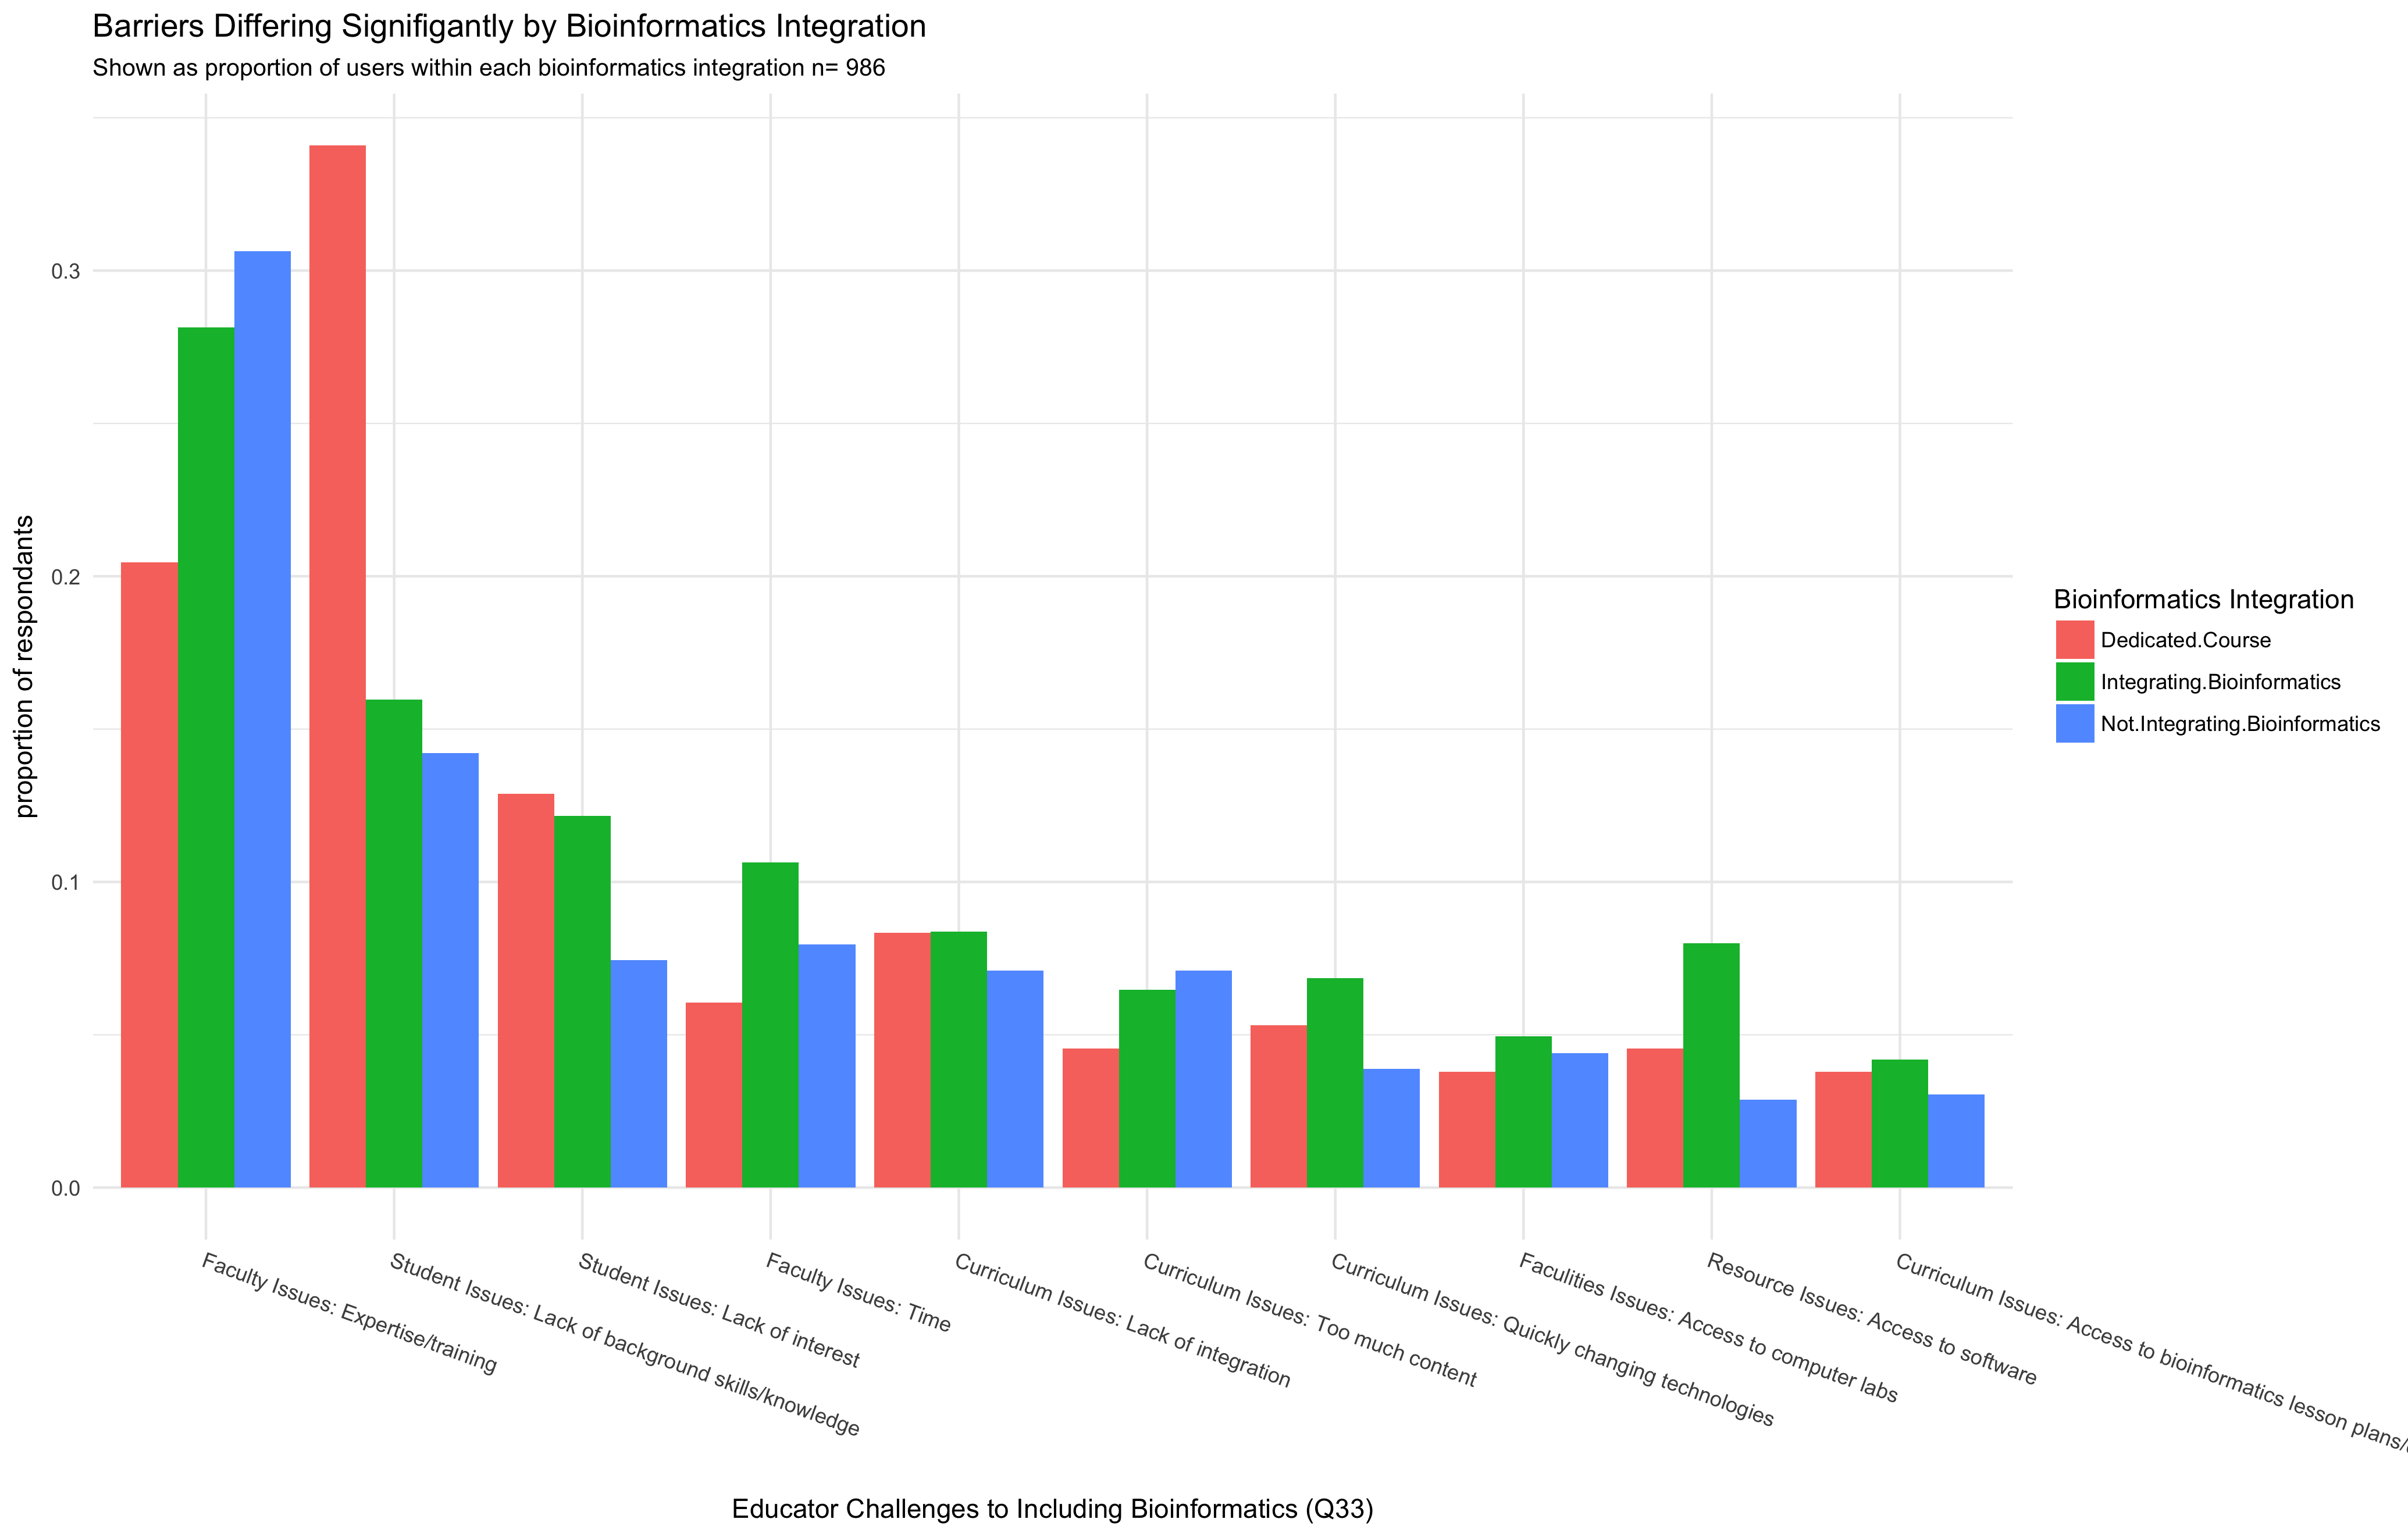 Barriers Differing Signifigantly by Bioinformatics Integration
Shown as proportion of users within each bioinformatics integration n= 986
proportion of respondants
0.3
0.2
0.1
0.0
Bioinformatics Integration
Dedicated.Course
Integrating.Bioinformatics
Not.Integrating.Bioinformatics
Faculty Issues: Expertise/training
Student Issues: Lack of background skills/knowledge
Student Issues: Lack of interest
Faculty Issues: Time
Curriculum Issues: Lack of integration
Curriculum Issues: Too much content
Curriculum Issues: Quickly changing technologies
Faculities Issues: Access to computer labs
Resource Issues: Access to software
Curriculum Issues: Access to bioinformatics lesson plans/
Educator Challenges to Including Bioinformatics (Q33)